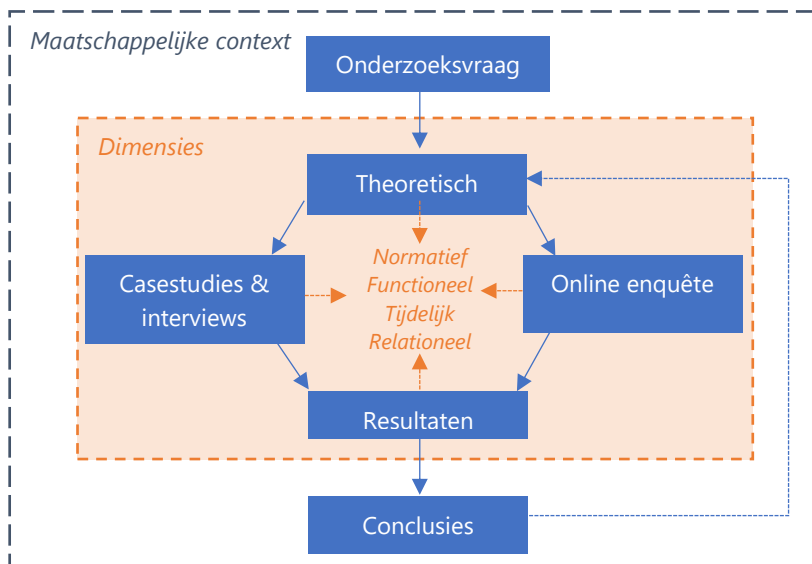 Maatschappelijke context
Onderzoeksvraag
Dimensies
Theoretisch
Casestudies &
interviews
Normatief
Functioneel
Tijdelijk
Relationeel
Online enquête
Resultaten
Conclusies